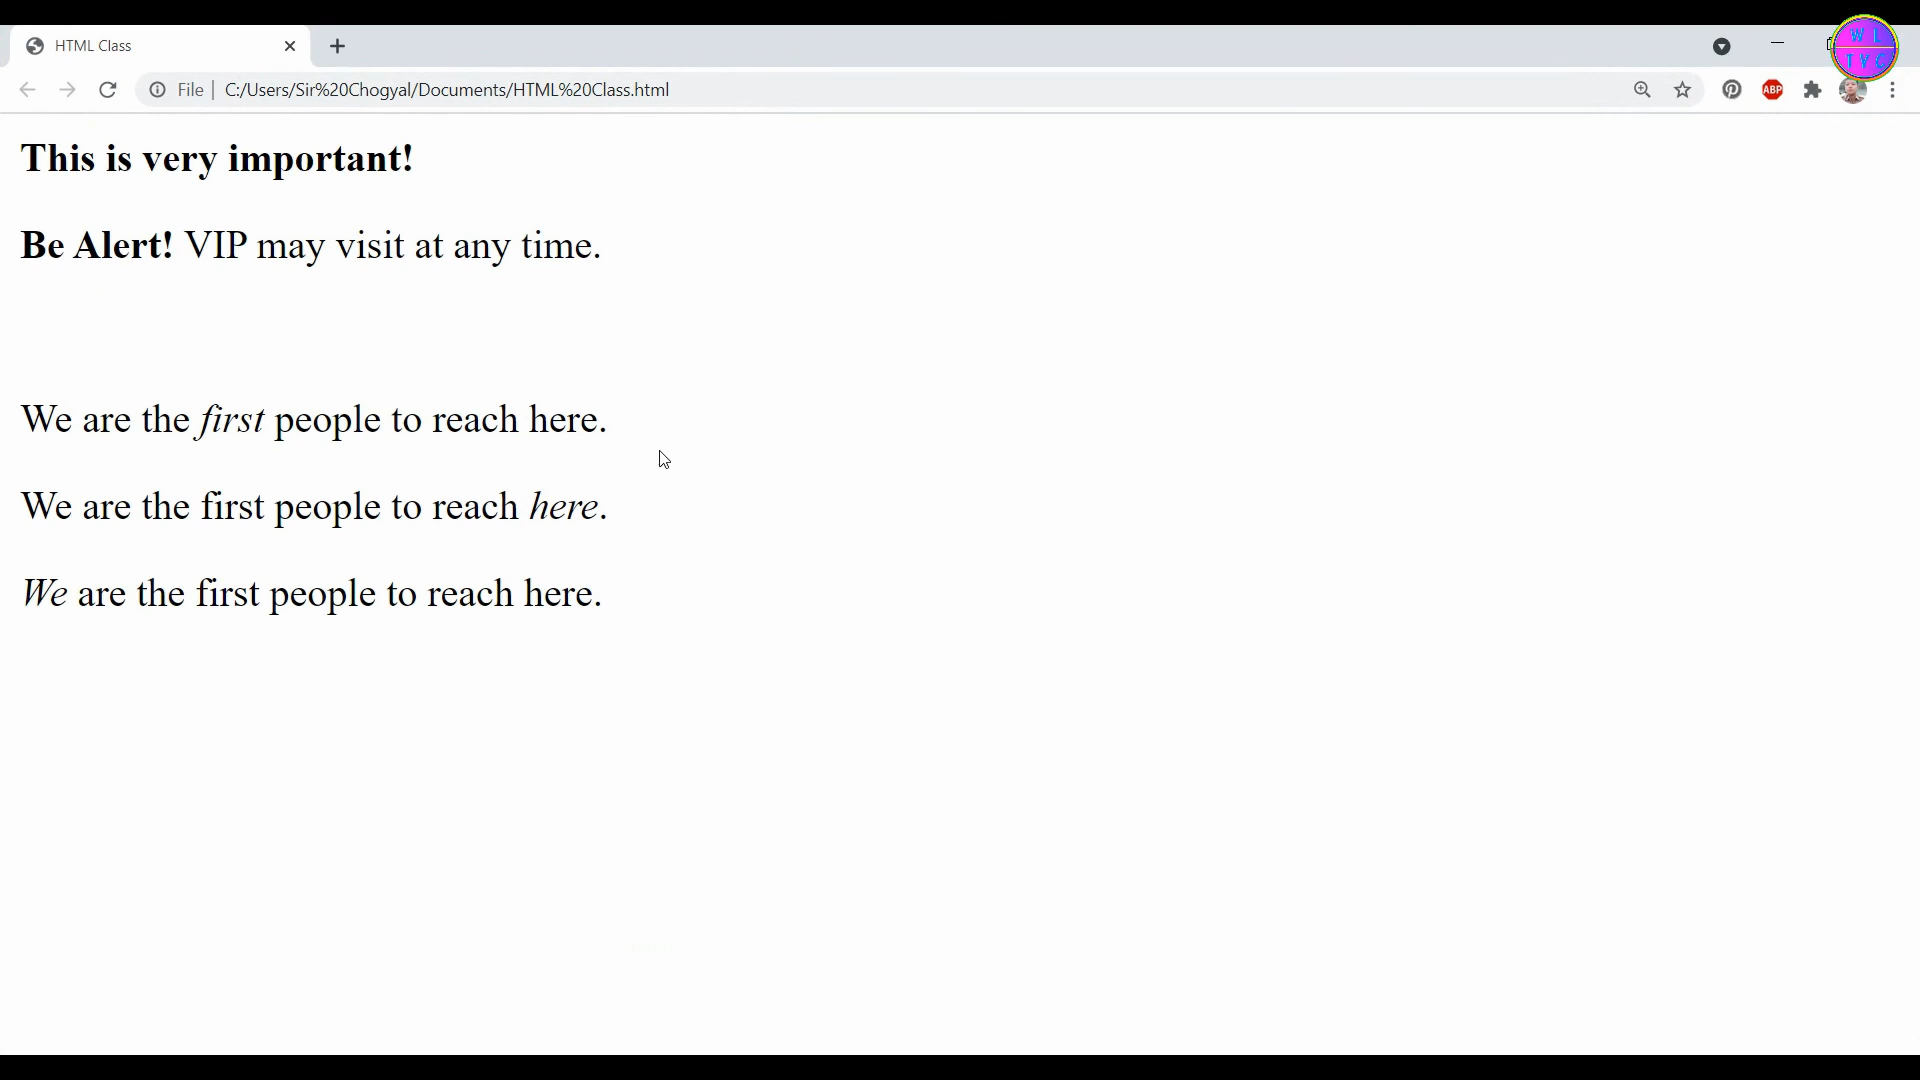 HTML Class
W L
T Y C
File | C:/Users/Sir%20Chogyal/Documents/HTML%20Class.html
ABP
This is very important!
Be Alert! VIP may visit at any time.
We are the first people to reach here.
We are the first people to reach here.
We are the first people to reach here.